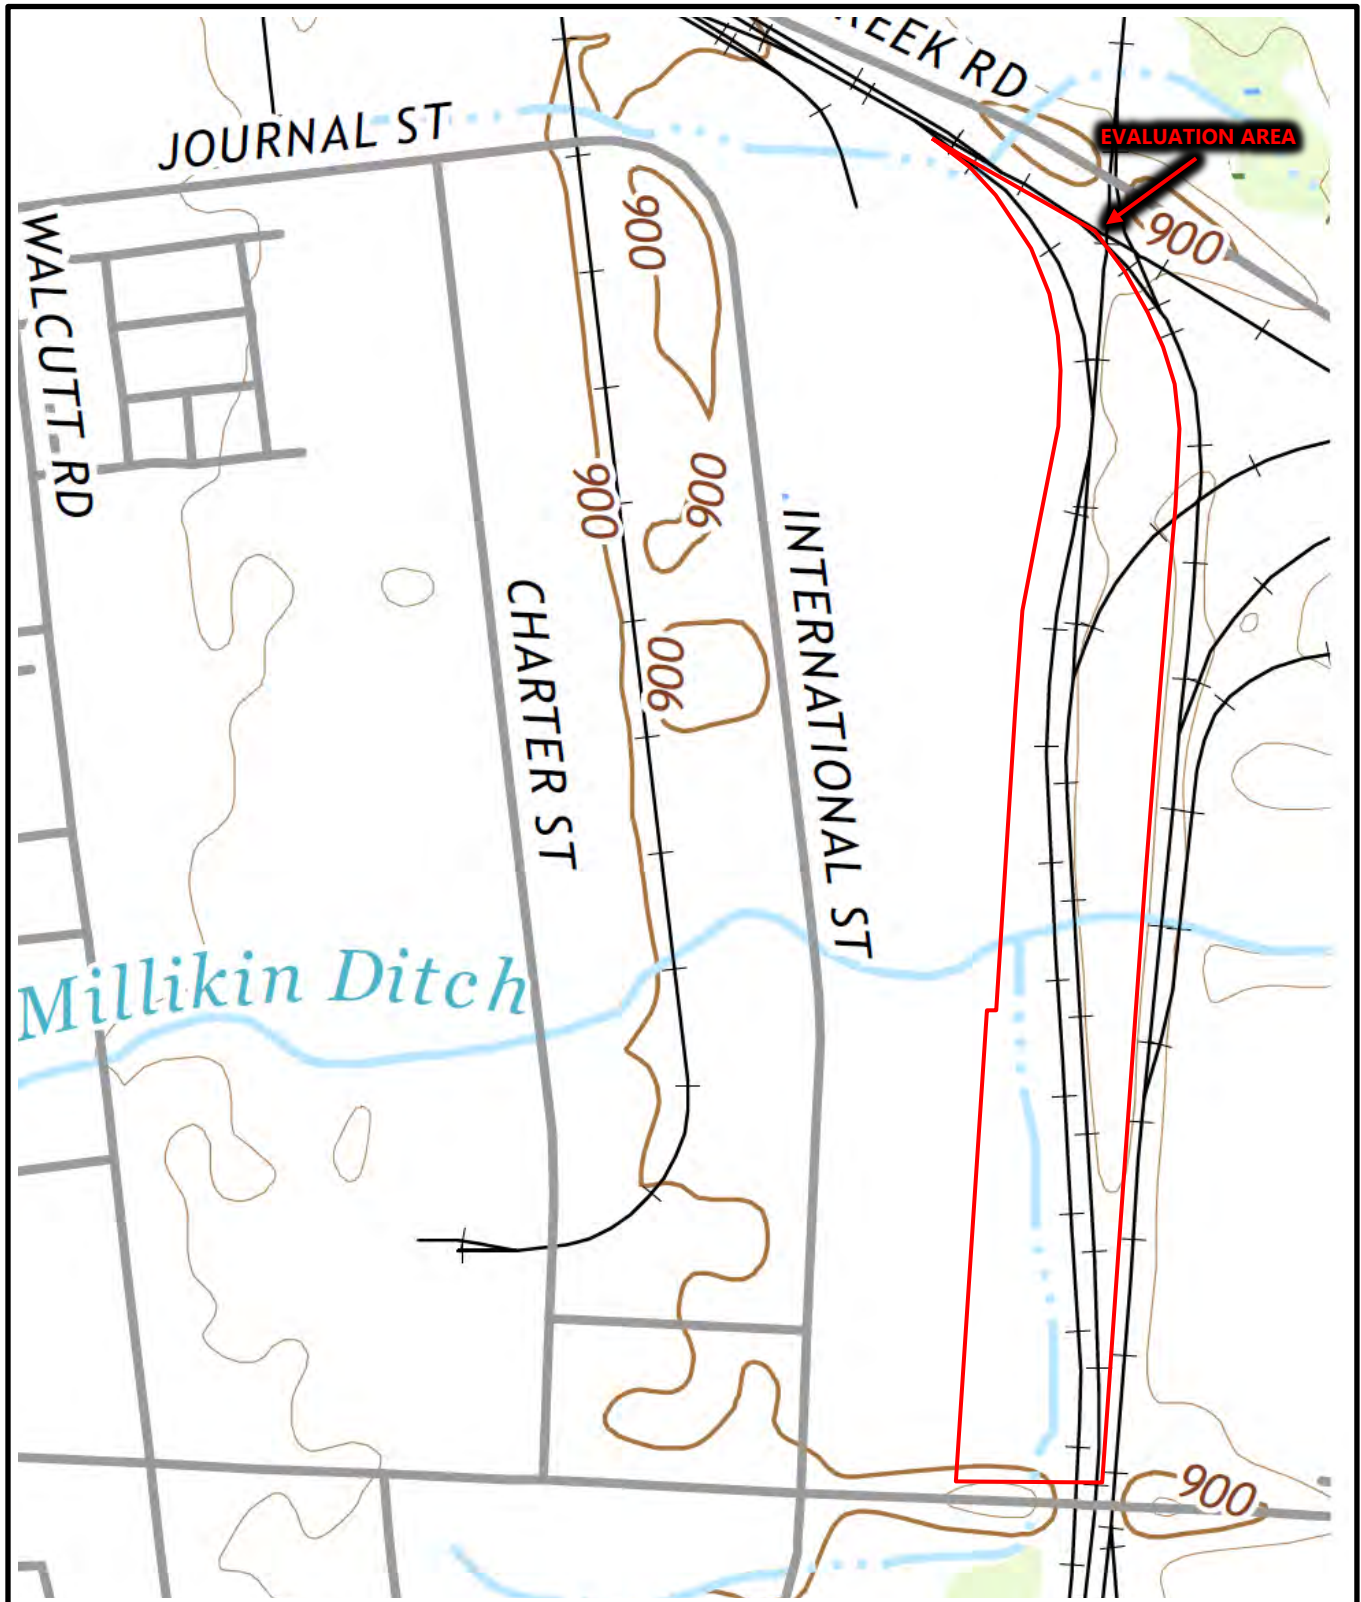 REEK RD
JOURNAL ST
EVALUATION AREA
900
900
WALCUTT RD
900
900
INTERNATIONAL ST
CHARTER ST
900
Millikin Ditch
900